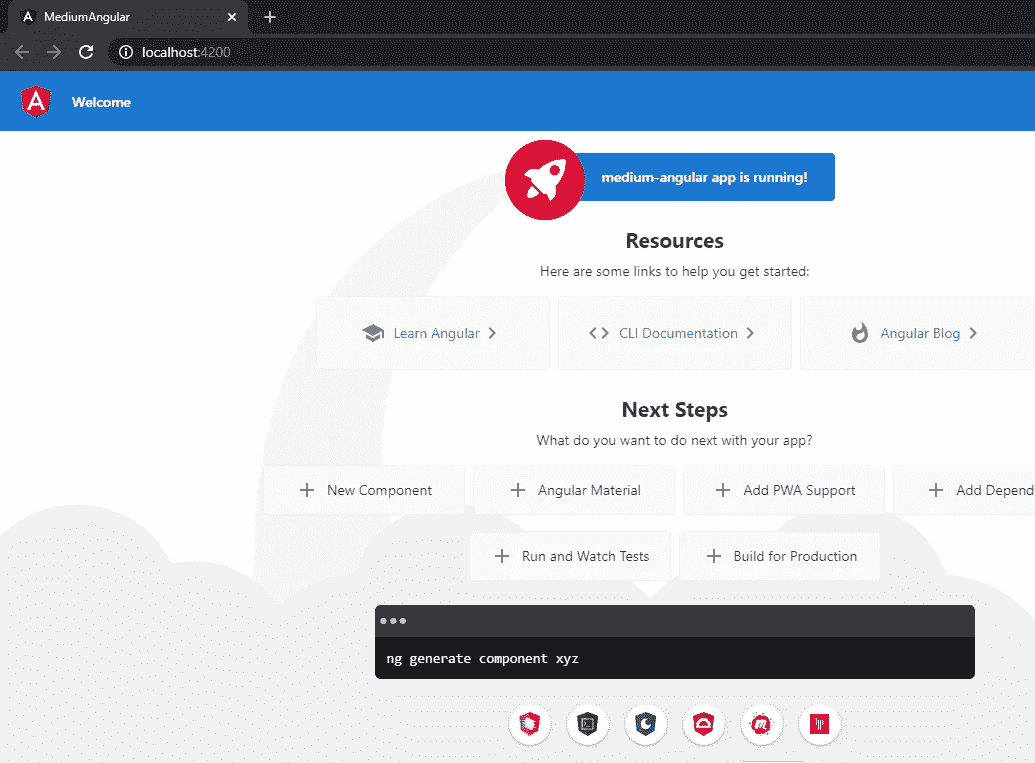 MediumAngular
localhost:4200
Welcome
medium-angular app is running!
Resources
Here are some links to help you get started:
Learn Angular
CLI Documentation
Angular Blog
Next Steps
What do you want to do next with your app?
New Component
Angular Material
Add PWA Support
Add Depend
Run and Watch Tests
Build for Production
ng generate component xyz